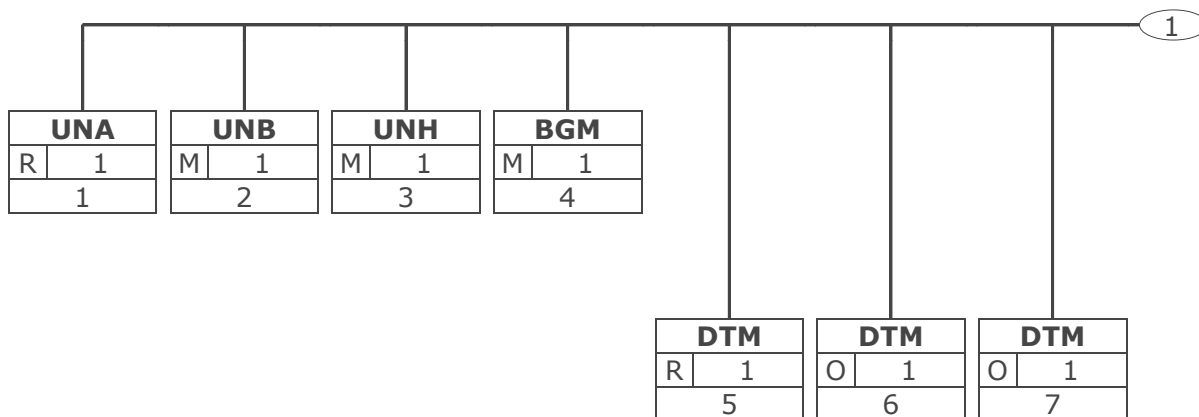 1
UNA UNB UNH BGM
R 1 M 1 M 1 M 1
1 2 3 4
DTM DTM DTM
R 1 O 1 O 1
5 6 7